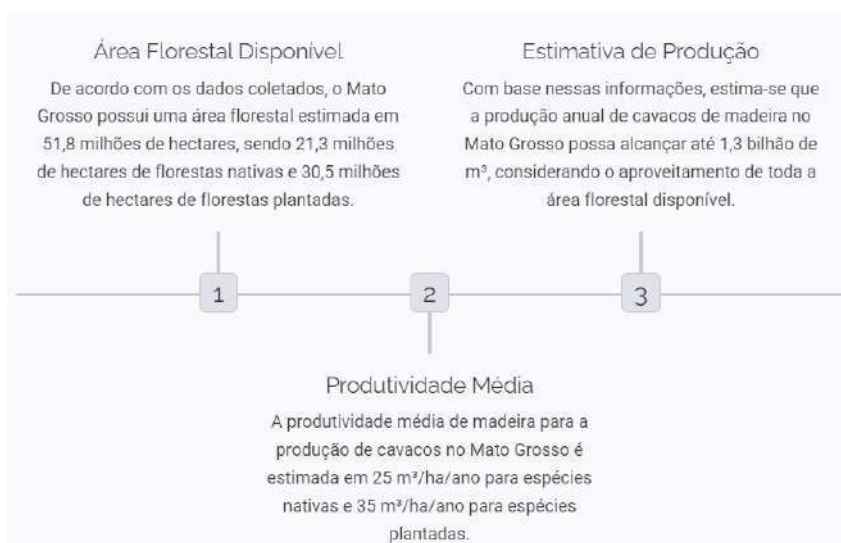 Área Florestal Disponível
De acordo com os dados coletados, o Mato
Grosso possui uma área florestal estimada em
51,8 milhões de hectares, sendo 21,3 milhões
de hectares de florestas nativas e 30,5 milhões
de hectares de florestas plantadas.
Estimativa de Produção
Com base nessas informações, estima-se que
a produção anual de cavacos de madeira no
Mato Grosso possa alcançar até 1,3 bilhão de
m³, considerando o aproveitamento de toda a
área florestal disponível.
1
2
3
Produtividade Média
A produtividade média de madeira para a
produção de cavacos no Mato Grosso é
estimada em 25 m³/ha/ano para espécies
nativas e 35 m³/ha/ano para espécies
plantadas.